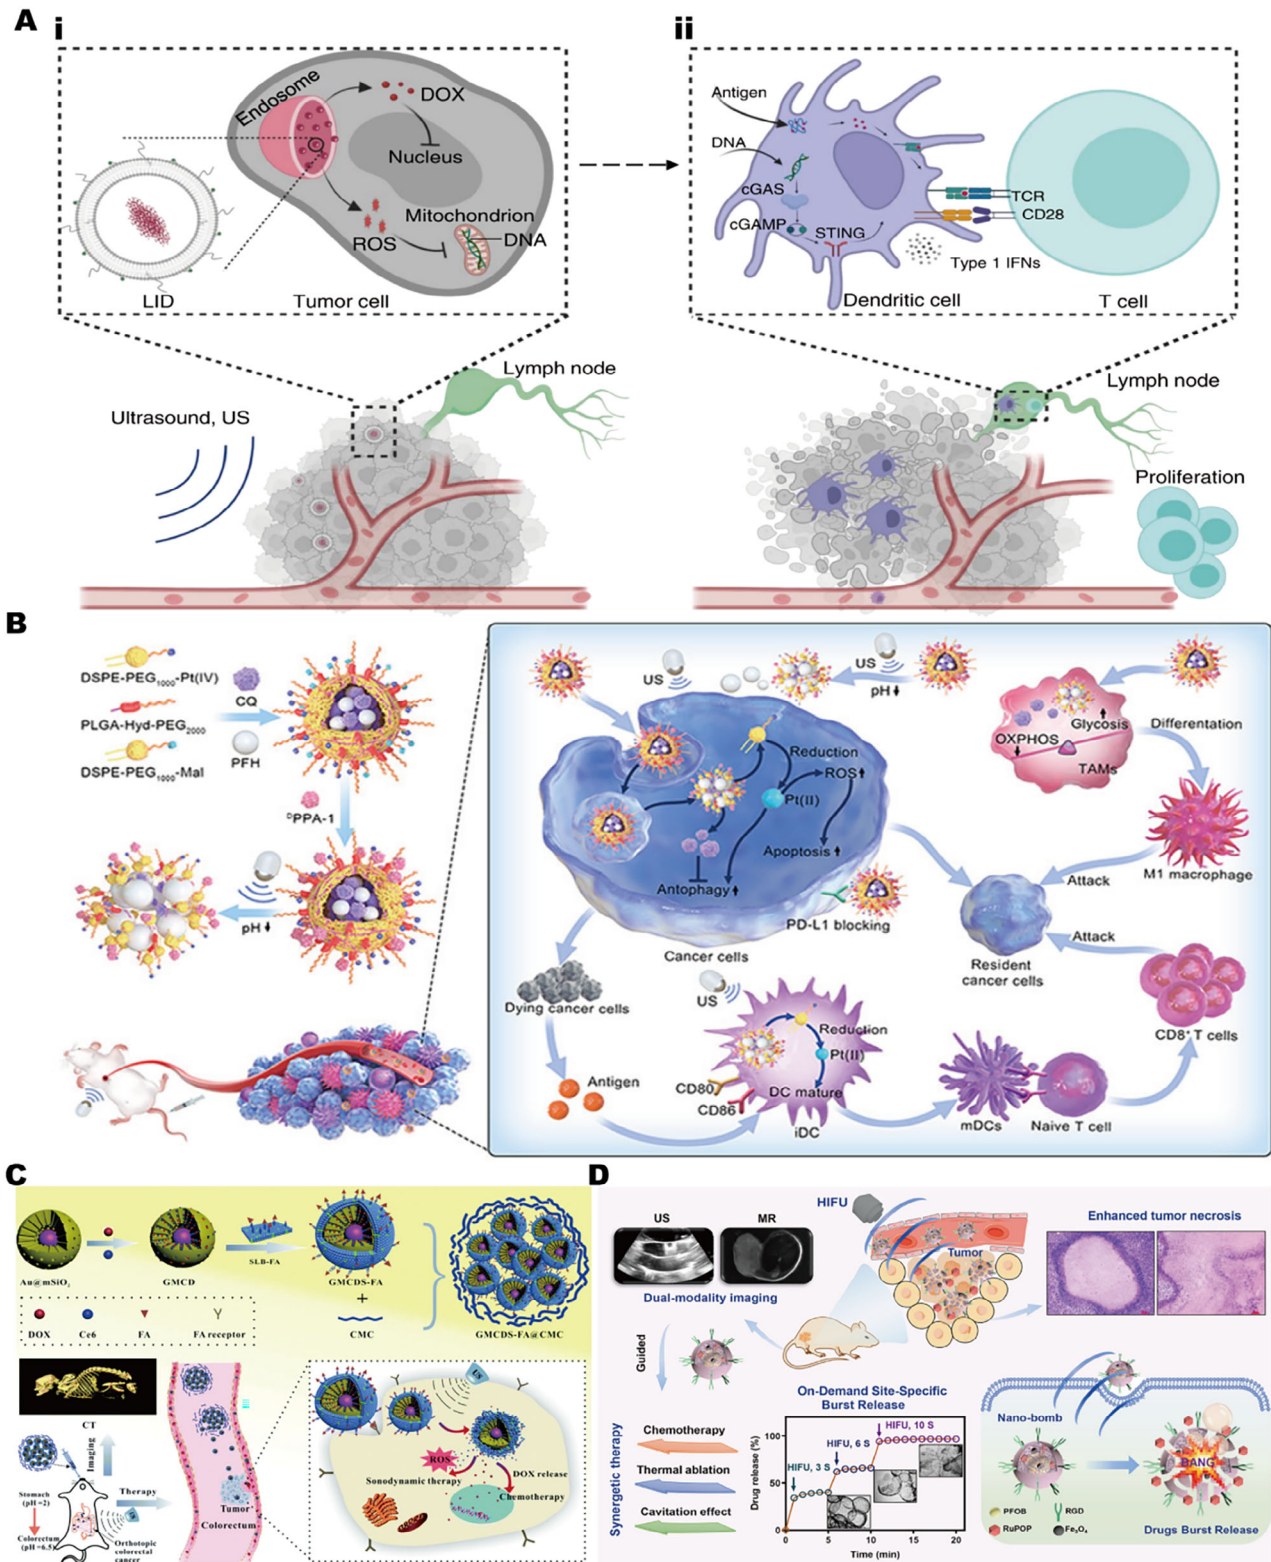 A
i
ii
Endosome
DOX
Nucleus
Mitochondrion
DNA
ROS
LID
Tumor cell
Antigen
DNA
cGAS
cGAMP
STING
TCR
CD28
Type 1 IFNs
Dendritic cell
T cell
Ultrasound, US
Lymph node
Lymph node
Proliferation
B
DSPE-PEG1000-Pt(IV)
PLGA-Hyd-PEG2000
DSPE-PEG1000-Mal
CQ
PFH
DPPA-1
pH
US
US
pH
Reduction
ROS
Pt(II)
Apoptosis
Antophagy
PD-L1 blocking
Cancer cells
Glycosis
OXPHOS
TAMs
Differentation
M1 macrophage
Attack
Attack
Resident
cancer cells
CD8+ T cells
Dying cancer cells
Antigen
US
Reduction
Pt(II)
DC mature
CD80
CD86
iDC
mDCs
Naive T cell
C
Au@mSiO2
GMCD
SLB-FA
GMCDS-FA
+
CMC
GMCDS-FA@CMC
DOX
Ce6
FA
FA receptor
CT
Imaging
Therapy
Stomach
(pH =2)
Colorectum
(pH =6.5)
US
Orthotopic
colorectal
cancer
Tumor
Colorectum
US
ROS
Sonodynamic therapy
DOX release
Chemotherapy
D
US
MR
Dual-modality imaging
HIFU
Tumor
Enhanced tumor necrosis
Guided
Synergetic therapy
Chemotherapy
Thermal ablation
Cavitation effect
On-Demand Site-Specific
Burst Release
HIFU, 3 S
HIFU, 6 S
HIFU, 10 S
Drug release (%)
100
50
0
0
5
10
15
20
Time (min)
Nano-bomb
BANG
PFOB
RGD
RuPOP
Fe3O4
Drugs Burst Release